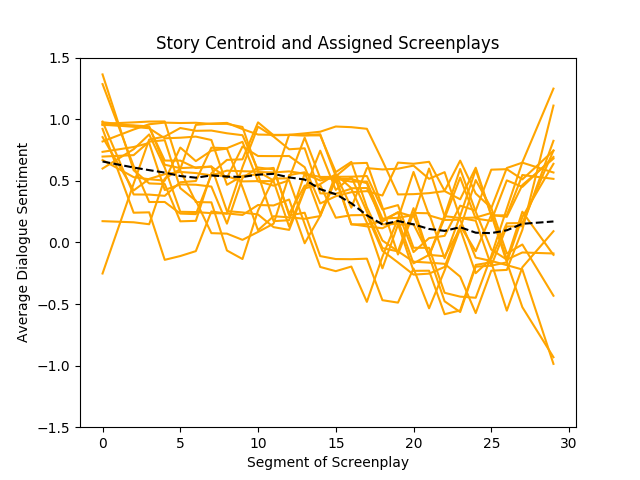 Story Centroid and Assigned Screenplays
1.5
1.0
0.5
0.0
−0.5
−1.0
−1.5
Average Dialogue Sentiment
0 5 10 15 20 25 30
Segment of Screenplay